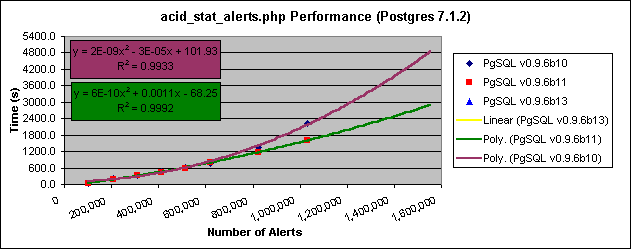 acid_stat_alerts.php Performance (Postgres 7.1.2)
5400.0
4800.0
4200.0
3600.0
3000.0
2400.0
1800.0
1200.0
600.0
0.0
Time (s)
y = 2E-09x² - 3E-05x + 101.93
R² = 0.9933
y = 6E-10x² + 0.0011x - 68.25
R² = 0.9992
0
200,000
400,000
600,000
800,000
1,000,000
1,200,000
1,400,000
1,600,000
1,800,000
Number of Alerts
PgSQL v0.9.6b10
PgSQL v0.9.6b11
PgSQL v0.9.6b13
Linear (PgSQL v0.9.6b13)
Poly. (PgSQL v0.9.6b11)
Poly. (PgSQL v0.9.6b10)